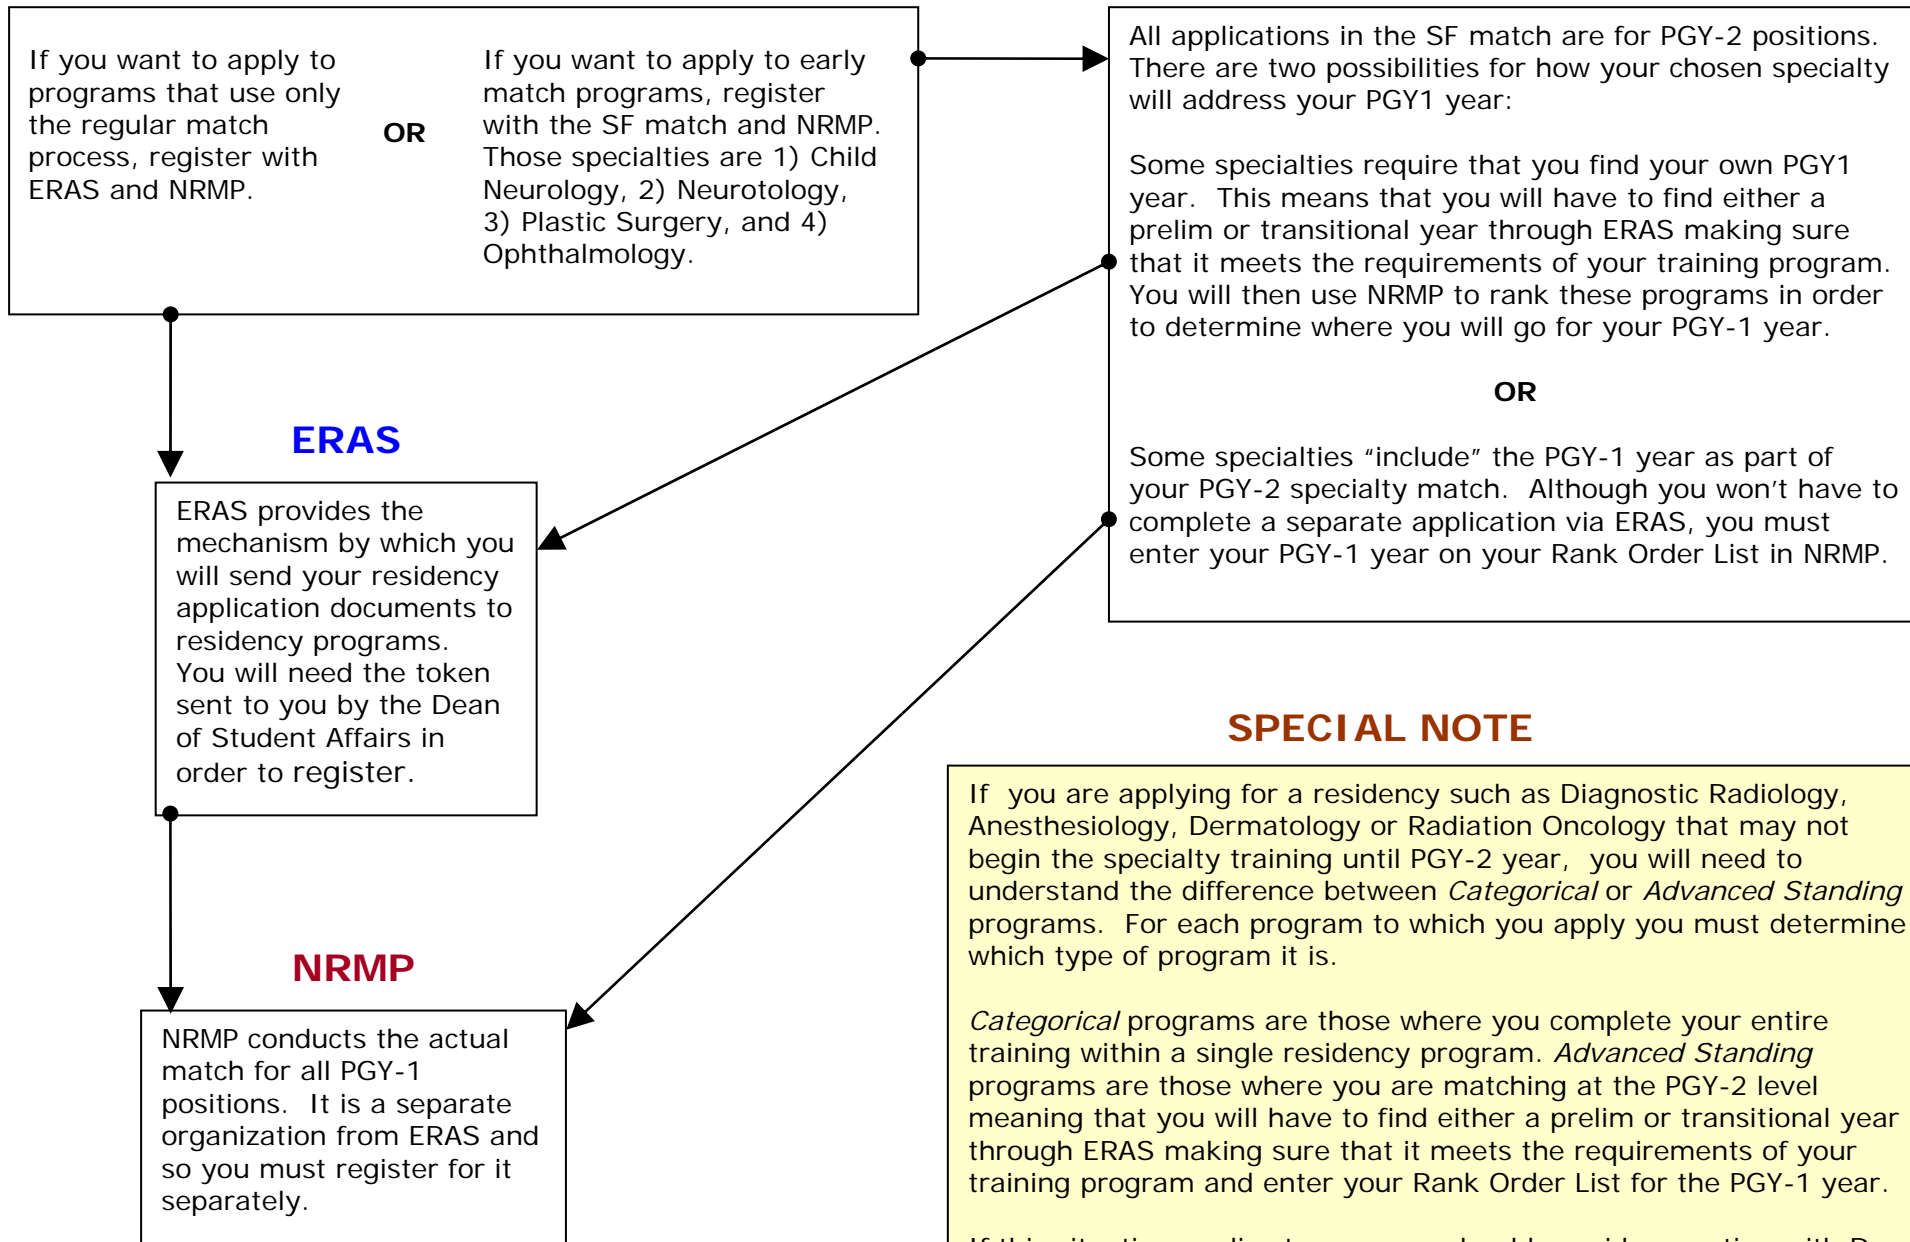 If you want to apply to
programs that use only
the regular match
process, register with
ERAS and NRMP.
OR
If you want to apply to early
match programs, register
with the SF match and NRMP.
Those specialties are 1) Child
Neurology, 2) Neurotology,
3) Plastic Surgery, and 4)
Ophthalmology.
All applications in the SF match are for PGY-2 positions.
There are two possibilities for how your chosen specialty
will address your PGY1 year:
Some specialties require that you find your own PGY1
year. This means that you will have to find either a
prelim or transitional year through ERAS making sure
that it meets the requirements of your training program.
You will then use NRMP to rank these programs in order
to determine where you will go for your PGY-1 year.
OR
Some specialties “include” the PGY-1 year as part of
your PGY-2 specialty match. Although you won't have to
complete a separate application via ERAS, you must
enter your PGY-1 year on your Rank Order List in NRMP.
ERAS
ERAS provides the
mechanism by which you
will send your residency
application documents to
residency programs.
You will need the token
sent to you by the Dean
of Student Affairs in
order to register.
NRMP
NRMP conducts the actual
match for all PGY-1
positions. It is a separate
organization from ERAS and
so you must register for it
separately.
SPECIAL NOTE
If you are applying for a residency such as Diagnostic Radiology,
Anesthesiology, Dermatology or Radiation Oncology that may not
begin the specialty training until PGY-2 year, you will need to
understand the difference between Categorical or Advanced Standing
programs. For each program to which you apply you must determine
which type of program it is.
Categorical programs are those where you complete your entire
training within a single residency program. Advanced Standing
programs are those where you are matching at the PGY-2 level
meaning that you will have to find either a prelim or transitional year
through ERAS making sure that it meets the requirements of your
training program and enter your Rank Order List for the PGY-1 year.
If this situation